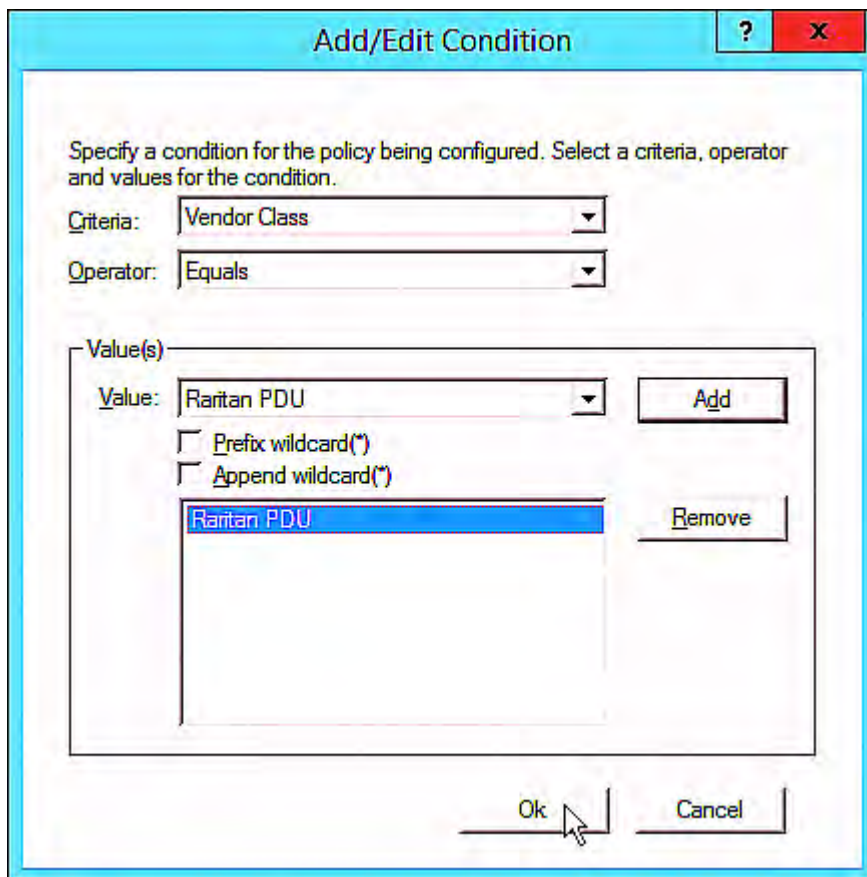 Add/Edit Condition
? x
Specify a condition for the policy being configured. Select a criteria, operator
and values for the condition.
Criteria: Vendor Class
Operator: Equals
Value(s)
Value: Raritan PDU Add
Prefix wildcard(*)
Append wildcard(*)
Raritan PDU Remove
Ok Cancel